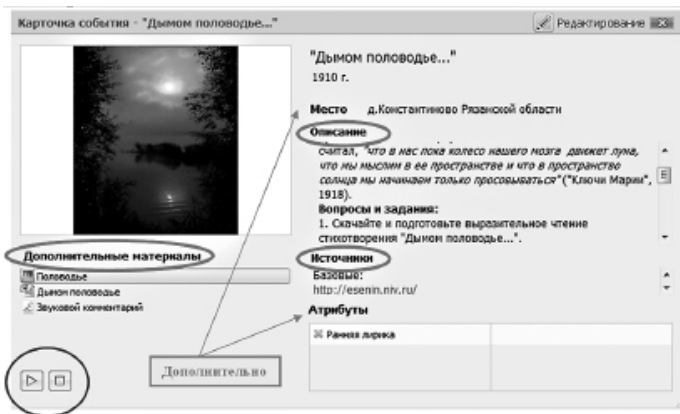 Карточка события - "Дымом половодье..."
Редактирование
"Дымом половодье..."
1910 г.
Место д.Константиново Рязанской области
Описание
считал, "что в нас пока колесо нашего мозга движет луна,
что мы мыслим в ее пространстве и что в пространство
солнца мы начинаем только просовываться" ("Ключи Марии",
1918).
Вопросы и задания:
1. Скачайте и подготовьте выразительное чтение
стихотворения "Дымом половодье...".
Источники
Базовые:
http://esenin.niv.ru/
Атрибуты
Ранняя лирика
Дополнительные материалы
Половодье
Дымом половодье
Звуковой комментарий
Дополнительно